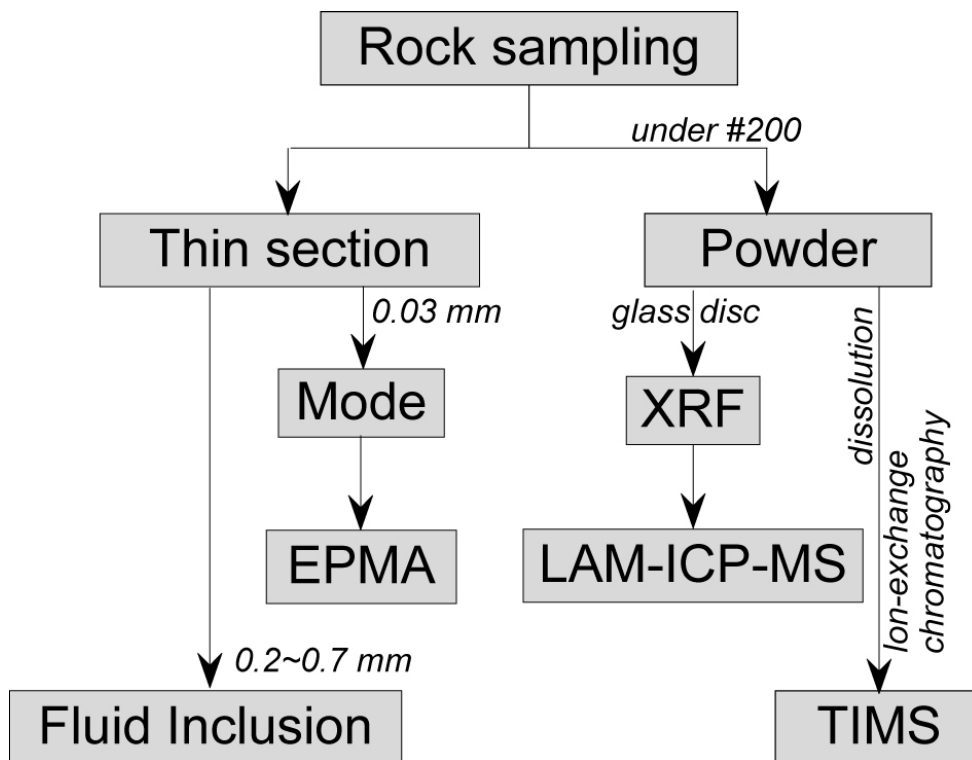 Rock sampling
under #200
Thin section
Powder
0.03 mm
glass disc
dissolution
Mode
XRF
Ion-exchange
chromatography
EPMA
LAM-ICP-MS
0.2~0.7 mm
Fluid Inclusion
TIMS